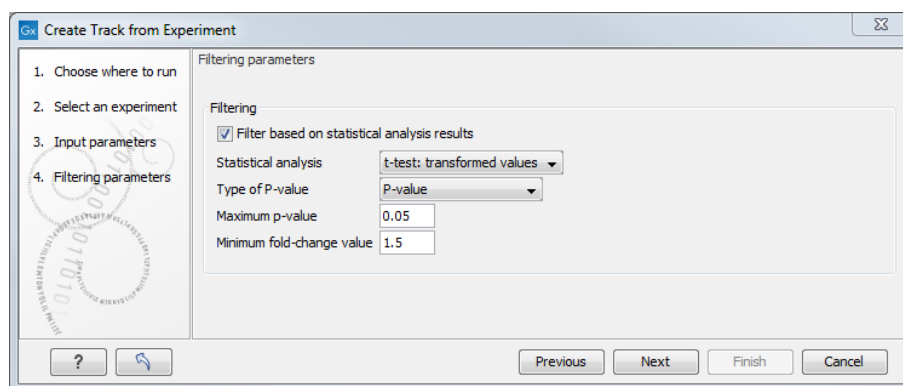 Gx Create Track from Experiment
1. Choose where to run
2. Select an experiment
3. Input parameters
4. Filtering parameters
Filtering parameters
Filtering
Filter based on statistical analysis results
Statistical analysis t-test: transformed values
Type of P-value P-value
Maximum p-value 0.05
Minimum fold-change value 1.5
? Previous Next Finish Cancel